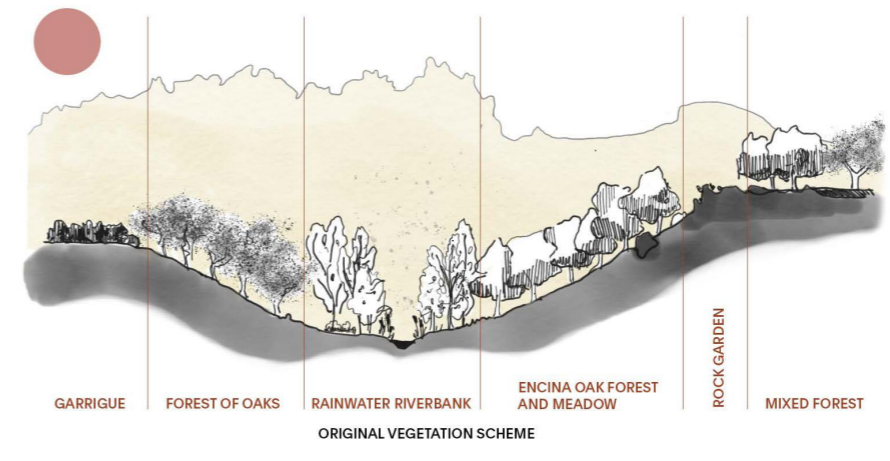 GARRIGUE
FOREST OF OAKS
RAINWATER RIVERBANK
ENCINA OAK FOREST
AND MEADOW
ROCK GARDEN
MIXED FOREST
ORIGINAL VEGETATION SCHEME